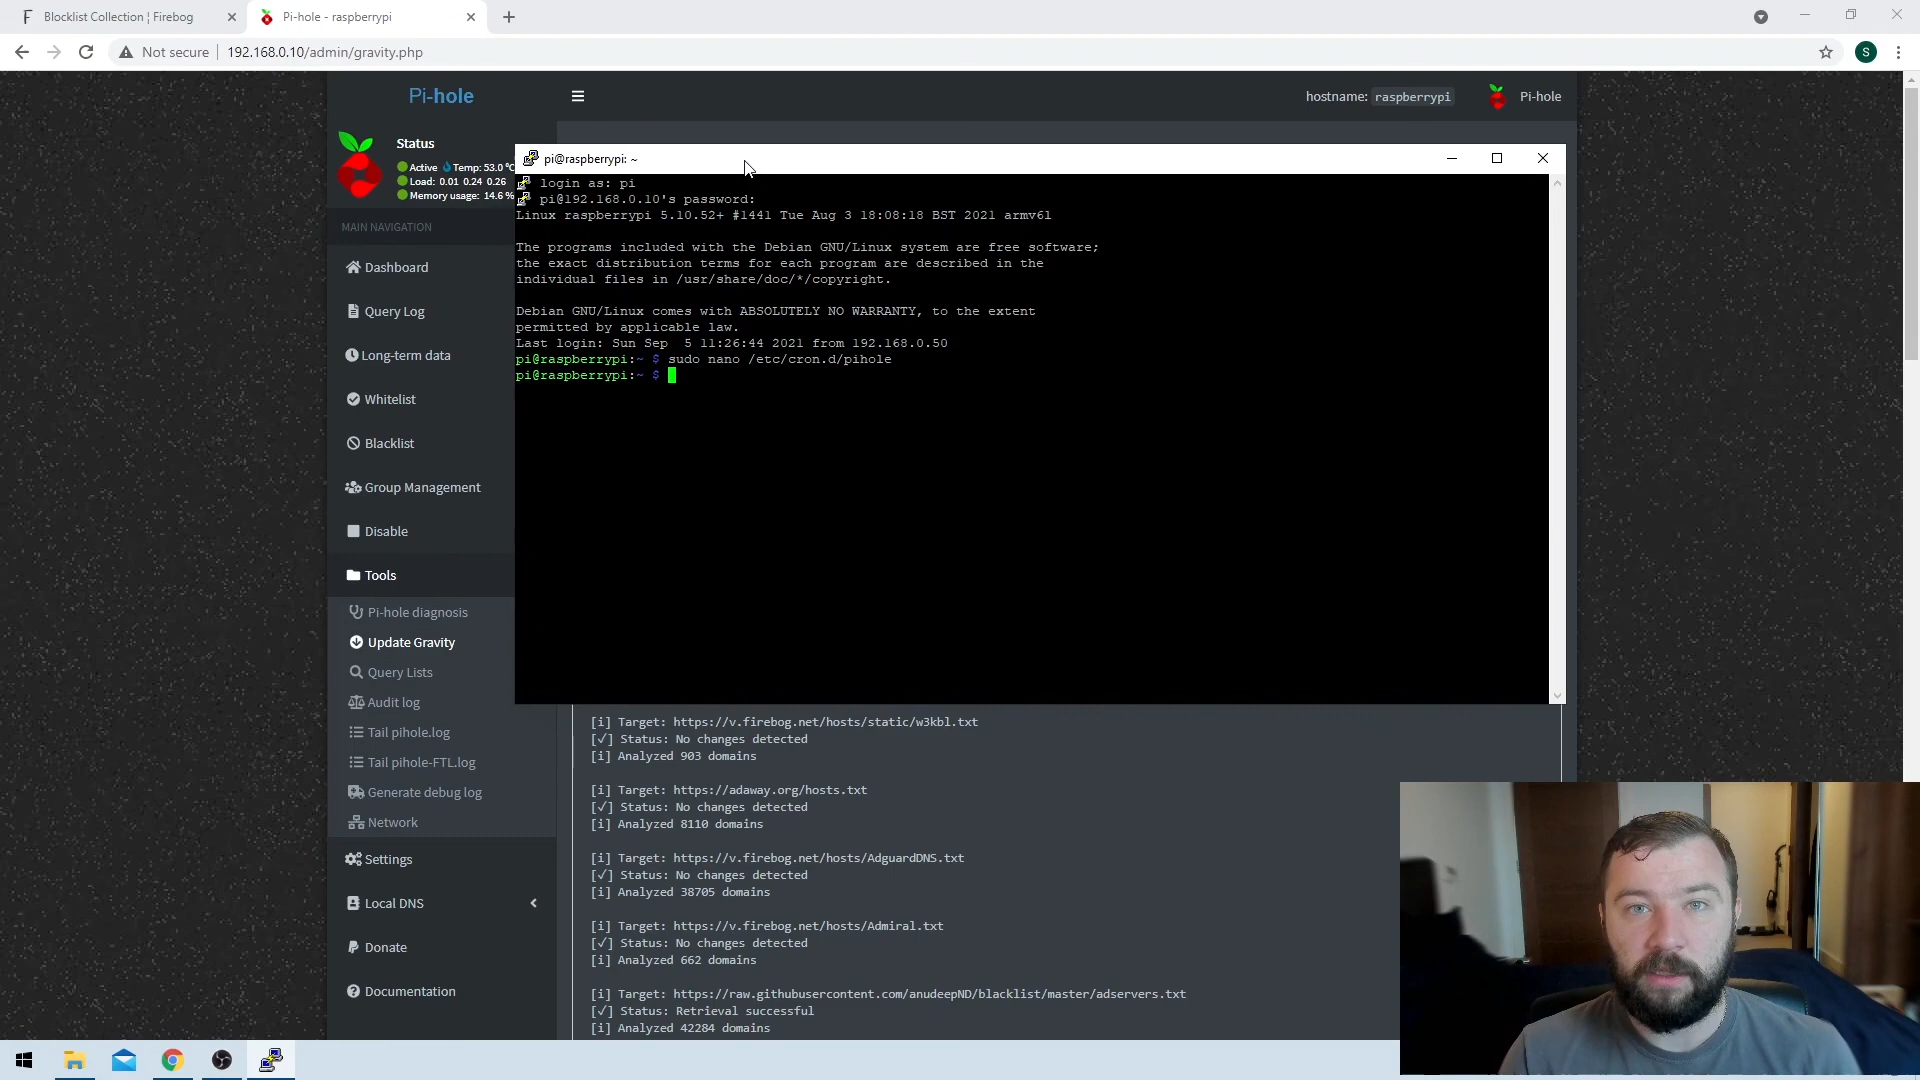 Blocklist Collection ¦ Firebog
Pi-hole - raspberrypi
Not secure
192.168.0.10/admin/gravity.php
S
Pi-hole
hostname: raspberrypi
Pi-hole
Status
Active Temp: 53.0 °C
Load: 0.01 0.24 0.26
Memory usage: 14.6 %
MAIN NAVIGATION
Dashboard
Query Log
Long-term data
Whitelist
Blacklist
Group Management
Disable
Tools
Pi-hole diagnosis
Update Gravity
Query Lists
Audit log
Tail pihole.log
Tail pihole-FTL.log
Generate debug log
Network
Settings
Local DNS
Donate
Documentation
pi@raspberrypi: ~
login as: pi
pi@192.168.0.10's password:
Linux raspberrypi 5.10.52+ #1441 Tue Aug 3 18:08:18 BST 2021 armv6l
The programs included with the Debian GNU/Linux system are free software;
the exact distribution terms for each program are described in the
individual files in /usr/share/doc/*/copyright.
Debian GNU/Linux comes with ABSOLUTELY NO WARRANTY, to the extent
permitted by applicable law.
Last login: Sun Sep  5 11:26:44 2021 from 192.168.0.50
pi@raspberrypi:~ $ sudo nano /etc/cron.d/pihole
pi@raspberrypi:~ $
[i] Target: https://v.firebog.net/hosts/static/w3kbl.txt
[✓] Status: No changes detected
[i] Analyzed 903 domains
[i] Target: https://adaway.org/hosts.txt
[✓] Status: No changes detected
[i] Analyzed 8110 domains
[i] Target: https://v.firebog.net/hosts/AdguardDNS.txt
[✓] Status: No changes detected
[i] Analyzed 38705 domains
[i] Target: https://v.firebog.net/hosts/Admiral.txt
[✓] Status: No changes detected
[i] Analyzed 662 domains
[i] Target: https://raw.githubusercontent.com/anudeepND/blacklist/master/adservers.txt
[✓] Status: Retrieval successful
[i] Analyzed 42284 domains